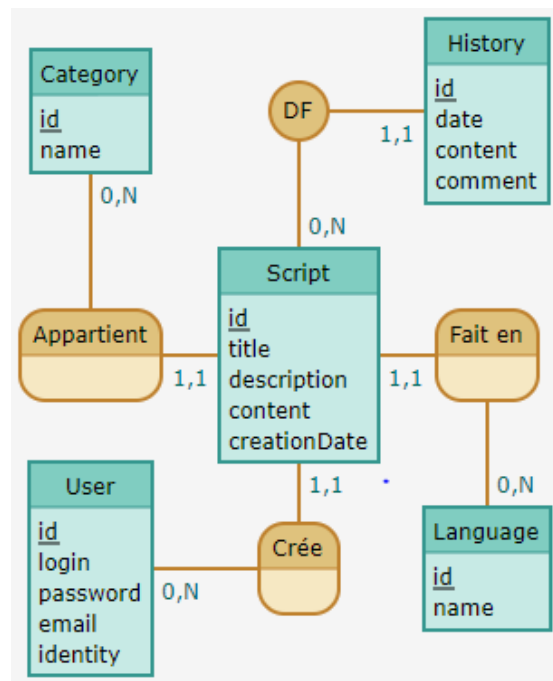 Category
id
name
0,N
DF
History
id
date
content
comment
1,1
0,N
Appartient
1,1
Script
id
title
description
content
creationDate
1,1
Fait en
1,1
0,N
User
id
login
password
email
identity
0,N
Crée
Language
id
name